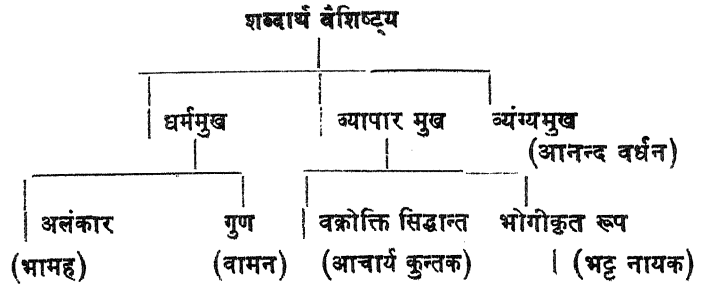 शब्दार्थ वैशिष्ट्य
धर्ममुख व्यापार मुख व्यंग्यमुख
(आनन्द वर्धन)
अलंकार गुण वक्रोक्ति सिद्धान्त भोगीकृत रूप
(भामह) (वामन) (आचार्य कुन्तक) (भट्ट नायक)